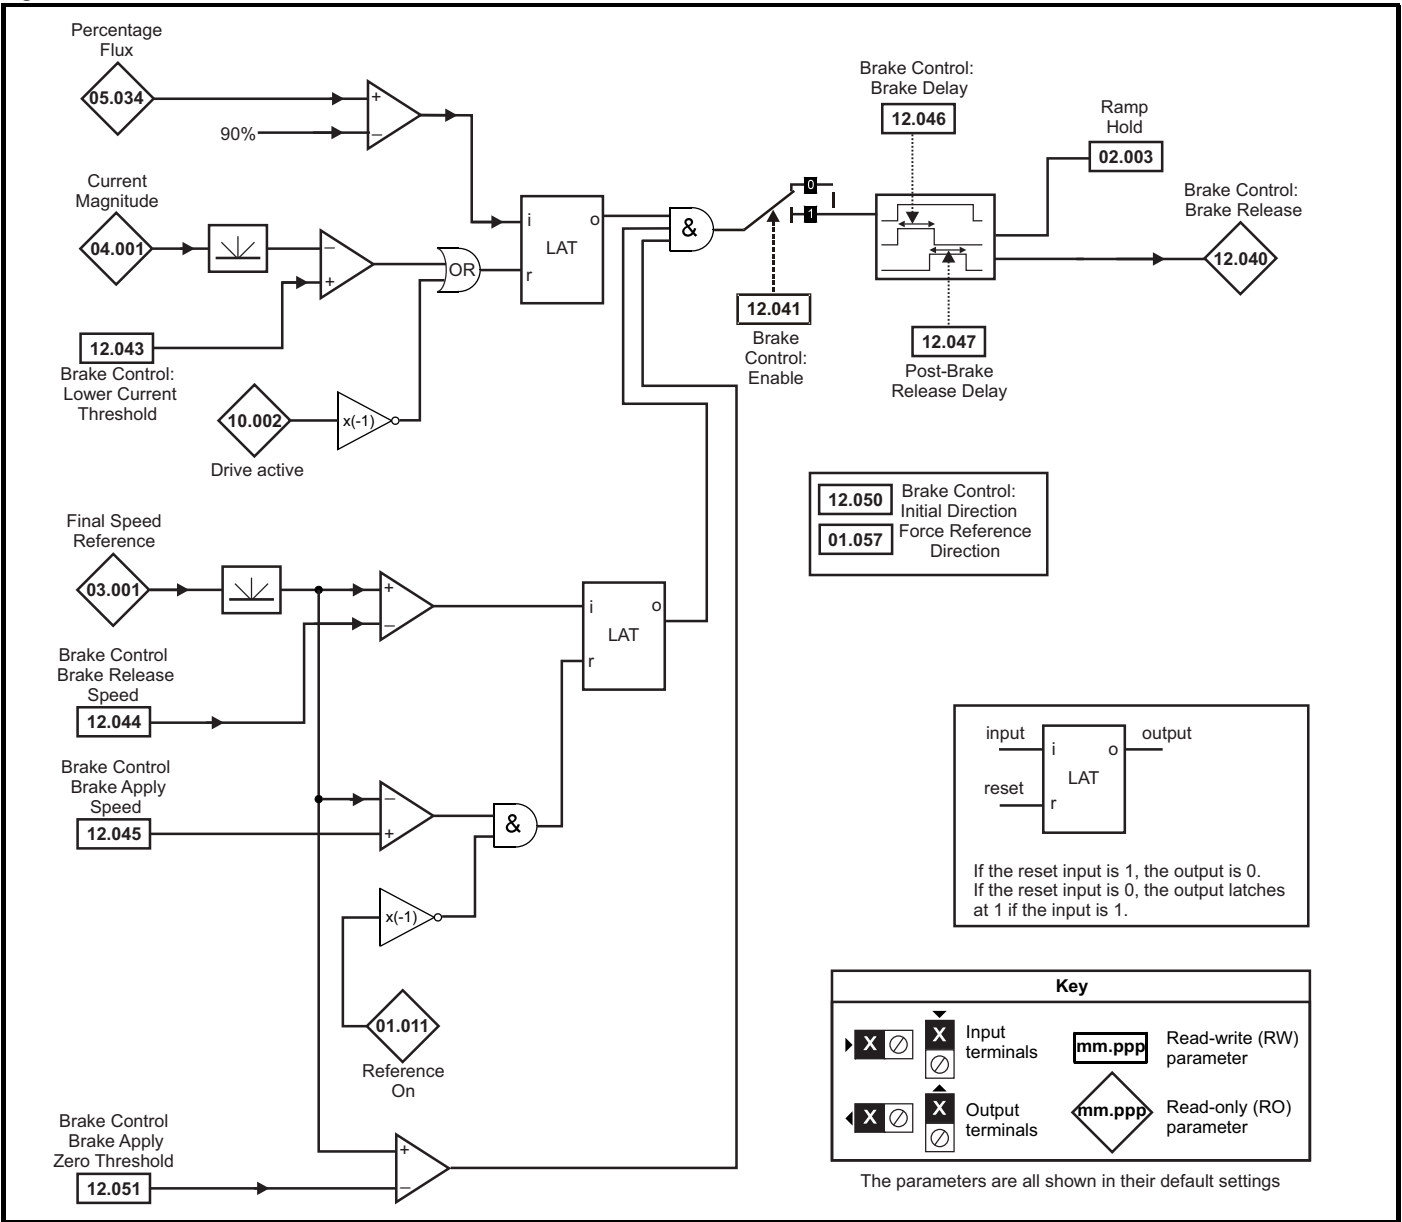 Percentage
Flux
05.034
+
90%
–
Current
Magnitude
04.001
–
+
12.043
Brake Control:
Lower Current
Threshold
OR
10.002
x(-1)
Drive active
i
o
LAT
r
&
0
1
12.041
Brake
Control:
Enable
Brake Control:
Brake Delay
12.046
12.047
Post-Brake
Release Delay
Ramp
Hold
02.003
Brake Control:
Brake Release
12.040
12.050
Brake Control:
Initial Direction
01.057
Force Reference
Direction
Final Speed
Reference
03.001
+
–
Brake Control
Brake Release
Speed
12.044
i
o
LAT
r
Brake Control
Brake Apply
Speed
12.045
–
+
&
x(-1)
01.011
Reference
On
Brake Control
Brake Apply
Zero Threshold
12.051
+
–
input
output
i
o
LAT
reset
r
If the reset input is 1, the output is 0.
If the reset input is 0, the output latches
at 1 if the input is 1.
Key
X
X
Input
terminals
mm.ppp
Read-write (RW)
parameter
X
X
Output
terminals
mm.ppp
Read-only (RO)
parameter
The parameters are all shown in their default settings